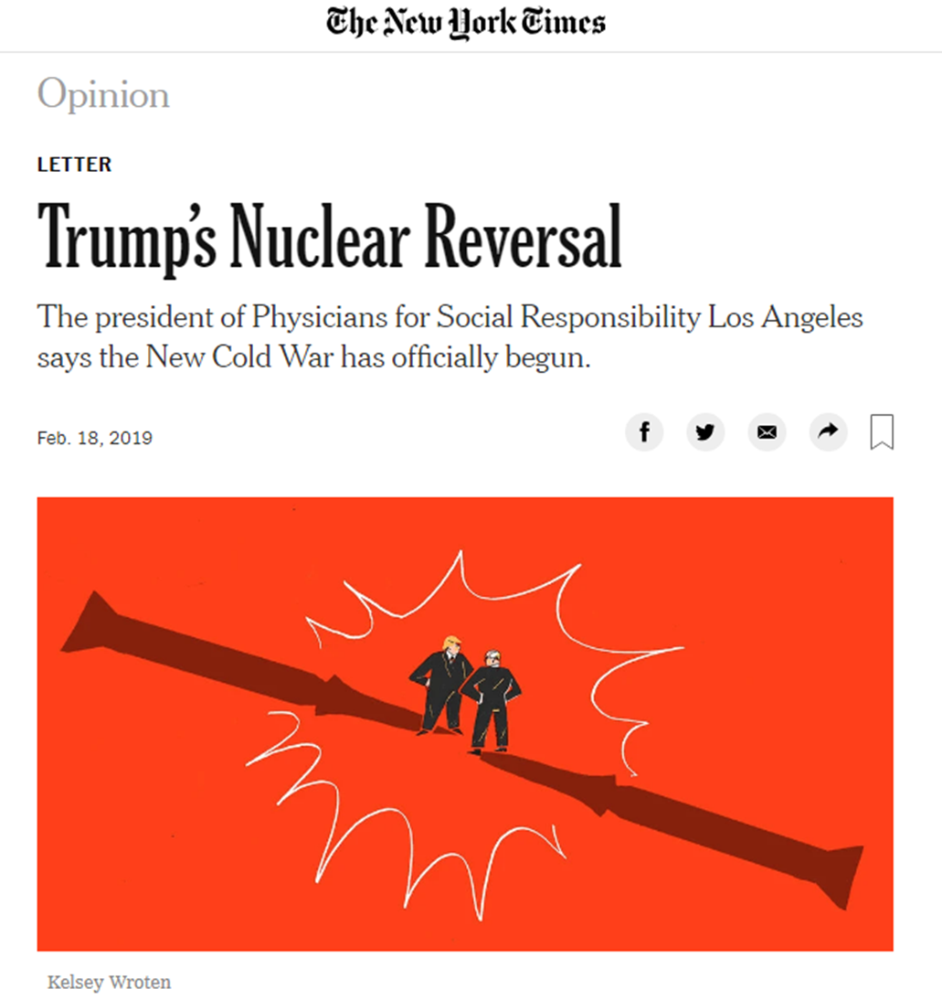 The New York Times
Opinion
LETTER
Trump’s Nuclear Reversal
The president of Physicians for Social Responsibility Los Angeles
says the New Cold War has officially begun.
Feb. 18, 2019
Kelsey Wroten